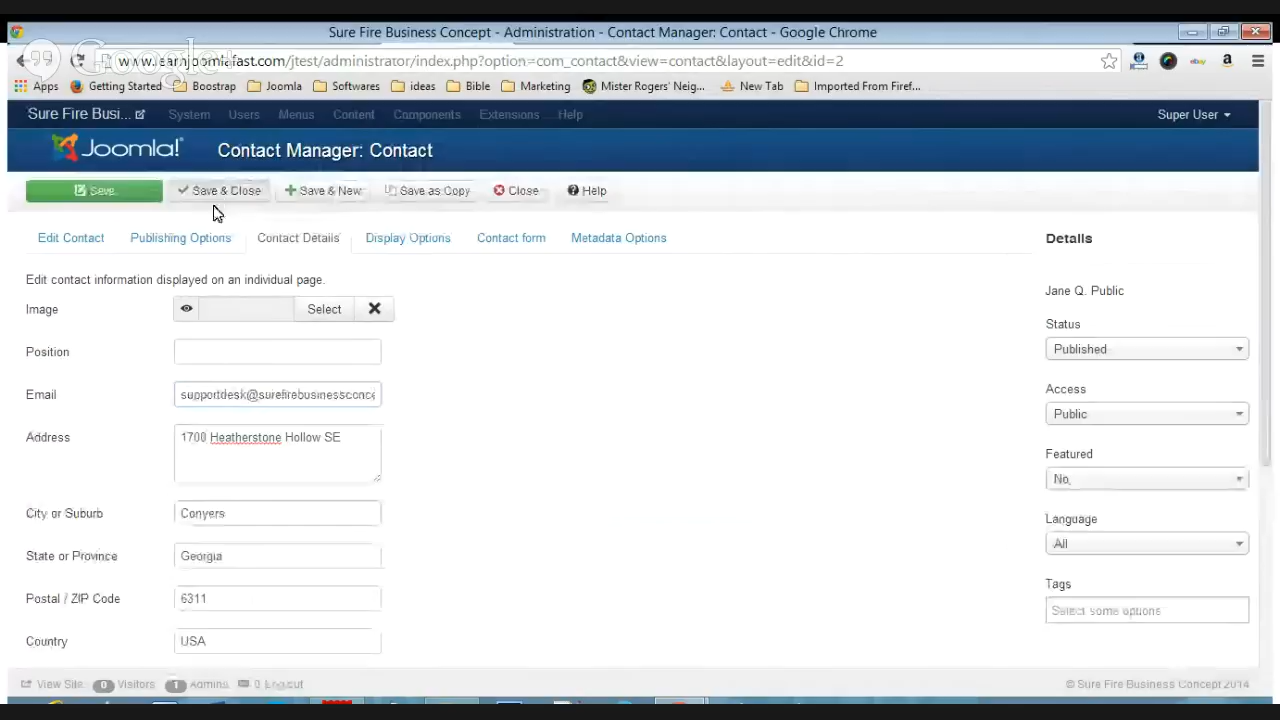 Sure Fire Business Concept - Administration - Contact Manager: Contact - Google Chrome
Google+
www.learnjoomlafast.com/jtest/administrator/index.php?option=com_contact&view=contact&layout=edit&id=2
Apps Getting Started Boostrap Joomla Softwares ideas Bible Marketing Mister Rogers' Neig... New Tab Imported From Firef...
Sure Fire Busi... System Users Menus Content Components Extensions Help Super User
Joomla! Contact Manager: Contact
Save Save & Close Save & New Save as Copy Close Help
Edit Contact Publishing Options Contact Details Display Options Contact form Metadata Options Details
Edit contact information displayed on an individual page.
Jane Q. Public
Image Select
Status
Position Published
Access
Email supportdesk@surefirebusinessconce
Public
Address 1700 Heatherstone Hollow SE
Featured
No
City or Suburb Conyers
Language
State or Province Georgia
All
Tags
Postal / ZIP Code 6311
Select some options
Country USA
View Site 0 Visitors 1 Admins 0 Logout © Sure Fire Business Concept 2014